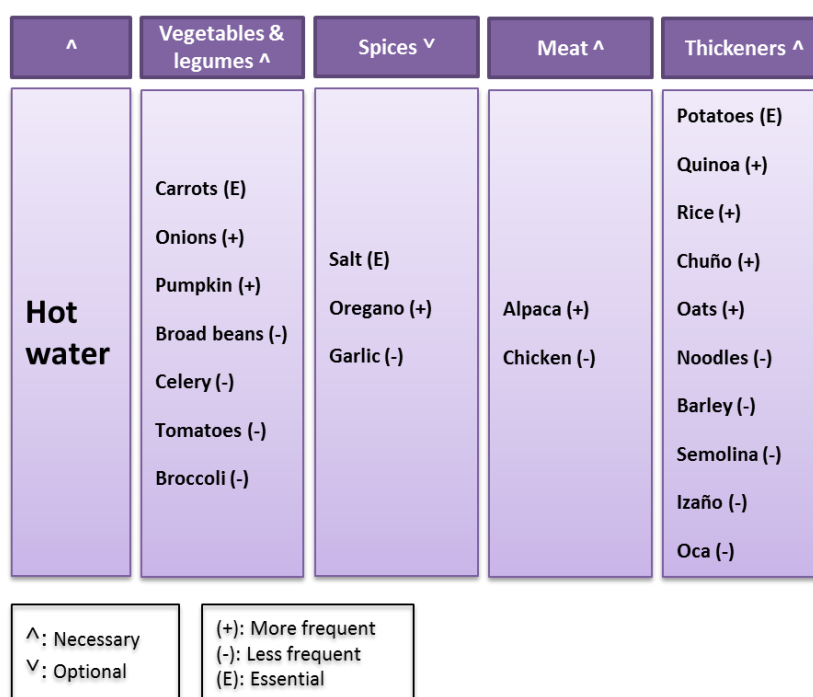 ^
Vegetables &
legumes ^
Spices ˅
Meat ^
Thickeners ^
Hot
water
Carrots (E)
Onions (+)
Pumpkin (+)
Broad beans (-)
Celery (-)
Tomatoes (-)
Broccoli (-)
Salt (E)
Oregano (+)
Garlic (-)
Alpaca (+)
Chicken (-)
Potatoes (E)
Quinoa (+)
Rice (+)
Chuño (+)
Oats (+)
Noodles (-)
Barley (-)
Semolina (-)
Izaño (-)
Oca (-)
^: Necessary
˅: Optional
(+): More frequent
(-): Less frequent
(E): Essential